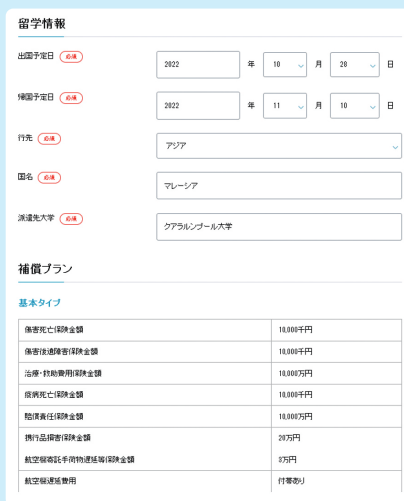 留学情報
出国予定日 必須 2022 年 10 月 28 日
帰国予定日 必須 2022 年 11 月 10 日
行先 必須 アジア
国名 必須 マレーシア
派遣先大学 必須 クアラルンプール大学
補償プラン
基本タイプ
傷害死亡保険金額 10,000千円
傷害後遺障害保険金額 10,000千円
治療・救助費用保険金額 10,000万円
疾病死亡保険金額 10,000千円
賠償責任保険金額 10,000万円
携行品損害保険金額 20万円
航空機寄託手荷物遅延等保険金額 3万円
航空機遅延費用 付帯あり